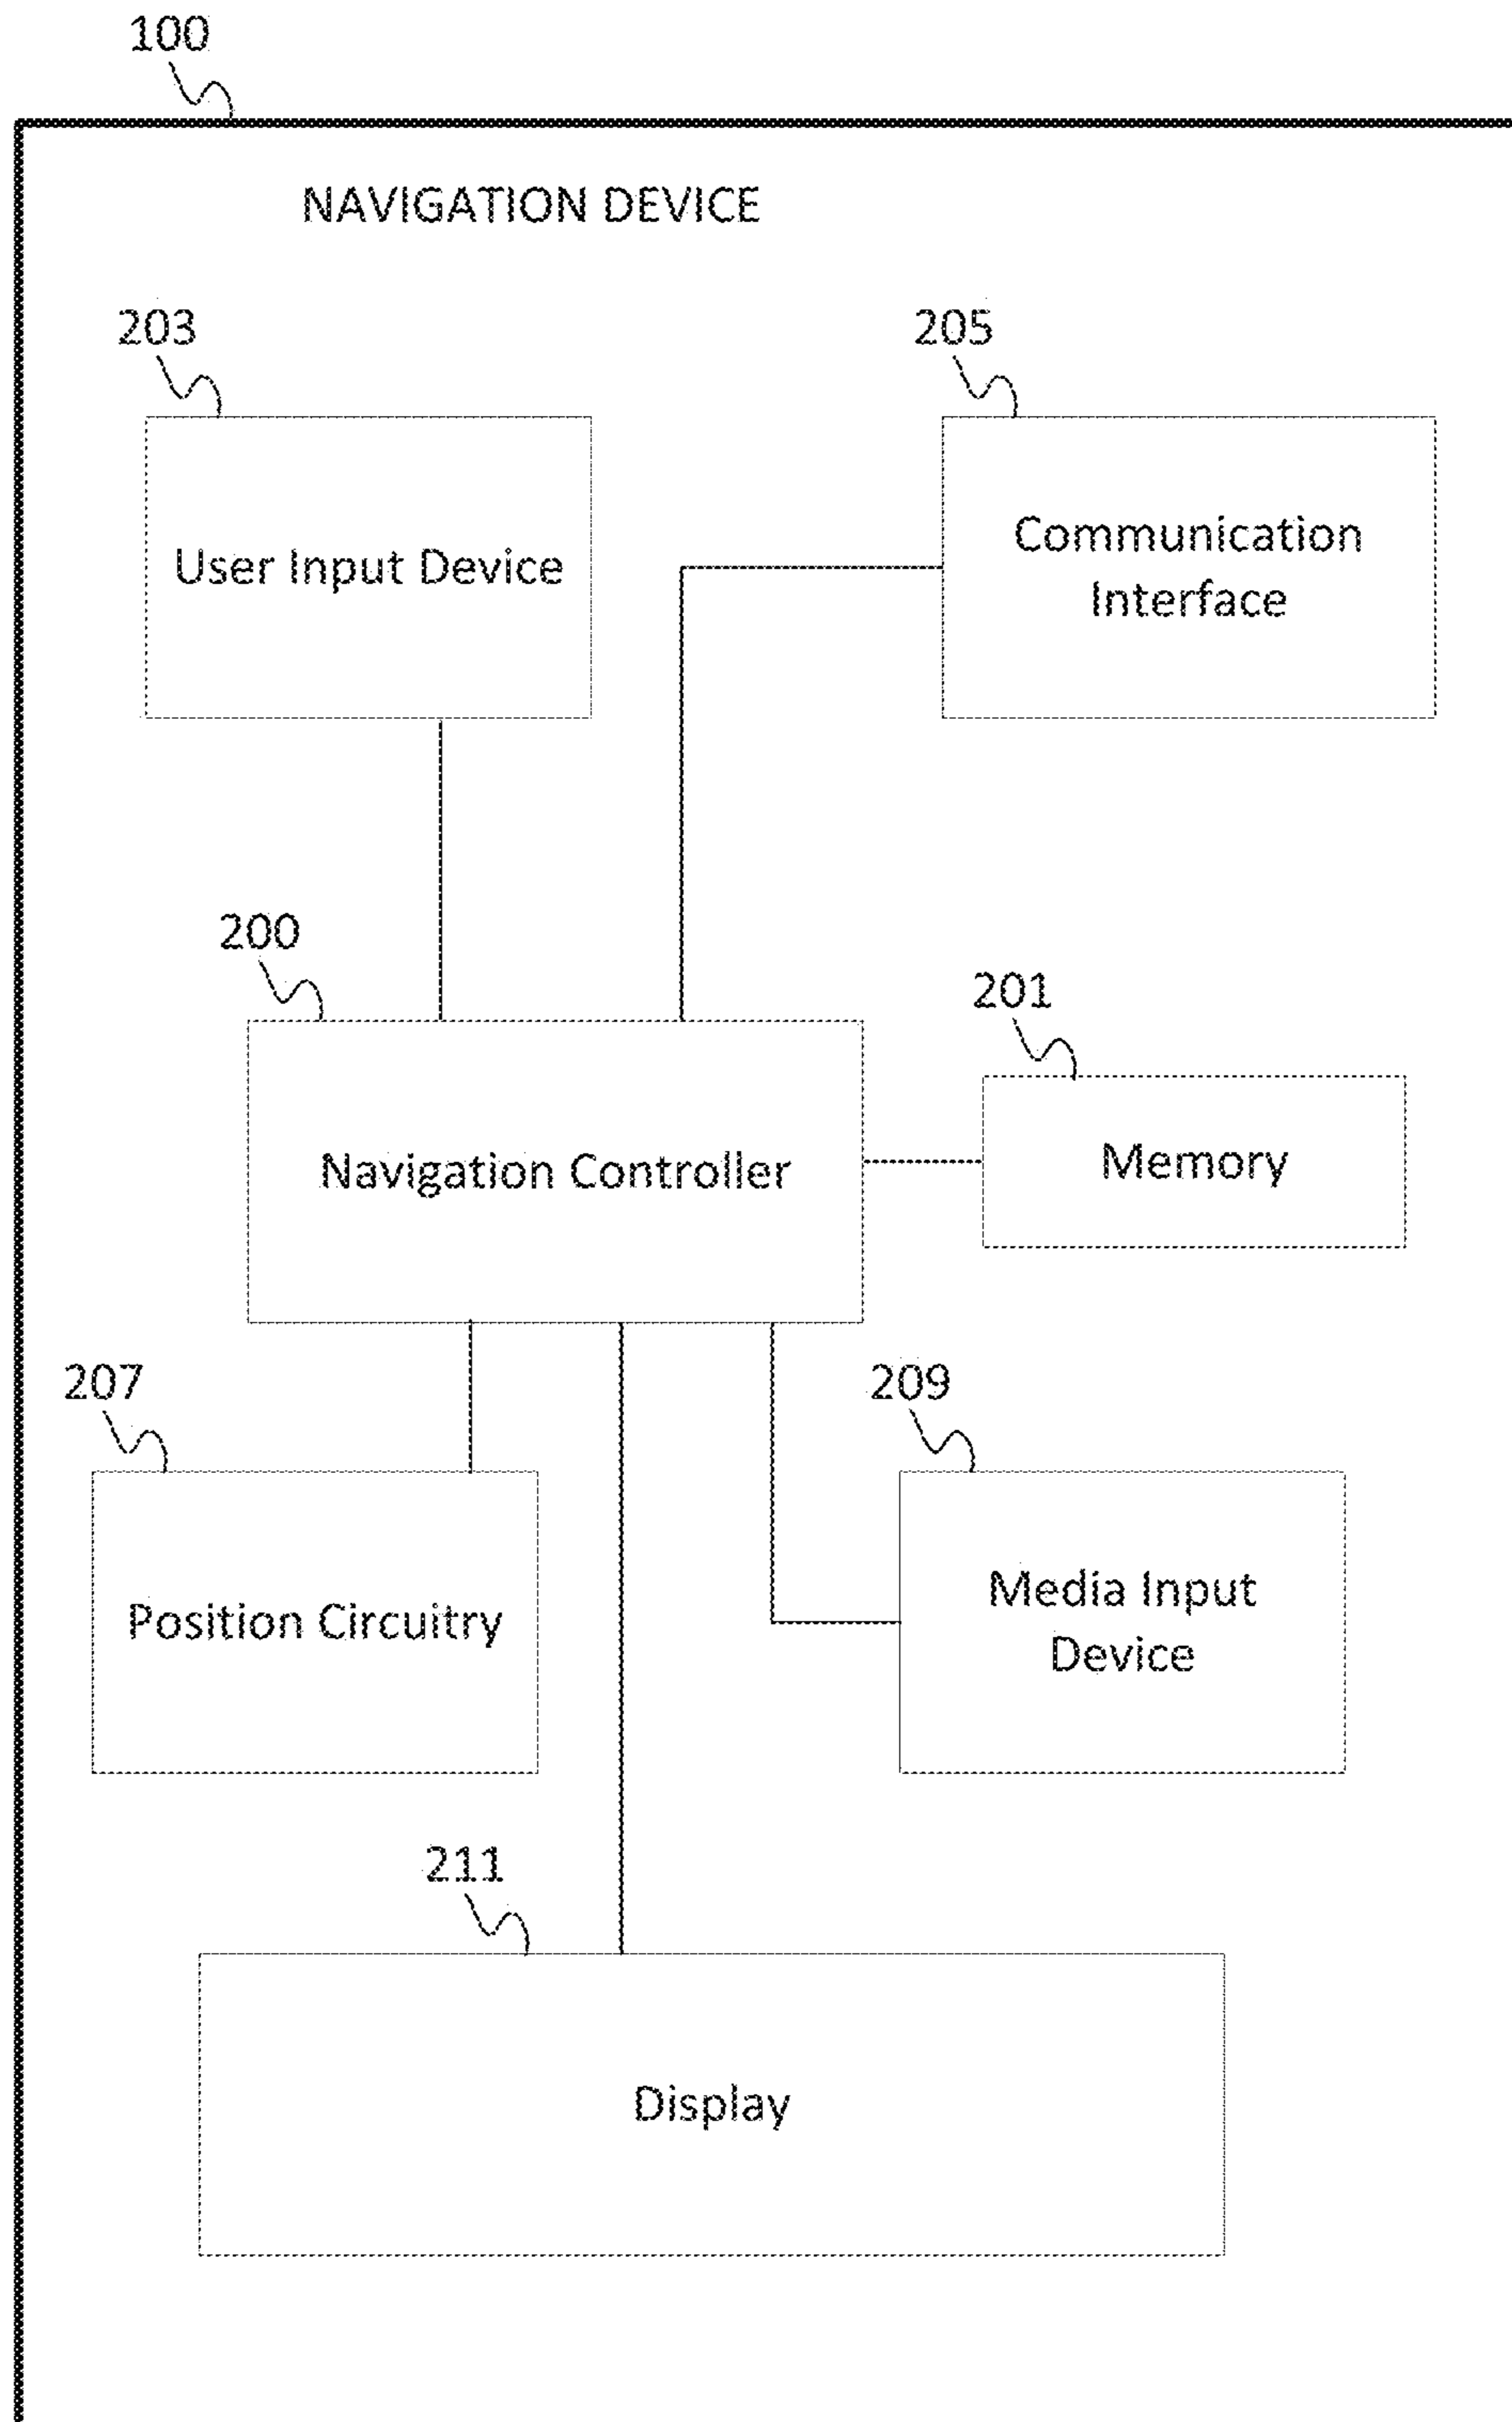 100
NAVIGATION DEVICE
203
205
User Input Device
Communication
Interface
200
201
Navigation Controller
Memory
207
209
Position Circuitry
Media Input
Device
211
Display